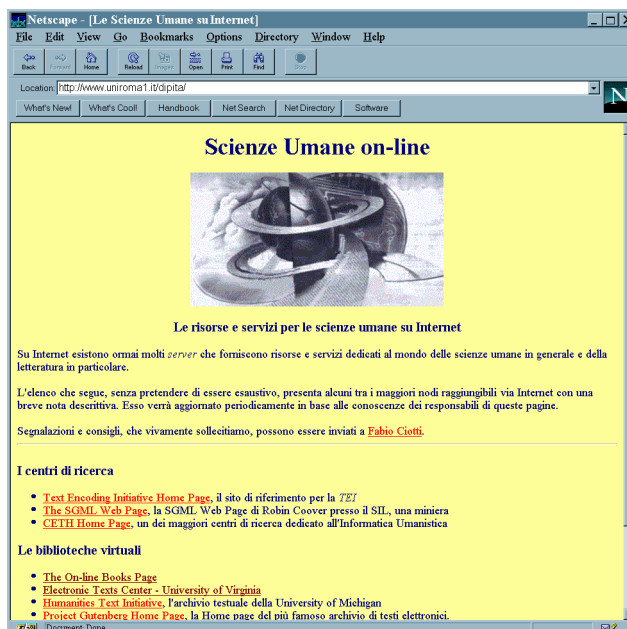 Netscape - [Le Scienze Umane su Internet]
File Edit View Go Bookmarks Options Directory Window Help
Back Forward Home Reload Images Open Print Find Stop
Location: http://www.uniroma1.it/dipita/
What's New! What's Cool! Handbook Net Search Net Directory Software
N
Scienze Umane on-line
Le risorse e servizi per le scienze umane su Internet
Su Internet esistono ormai molti server che forniscono risorse e servizi dedicati al mondo delle scienze umane in generale e della
letteratura in particolare.
L'elenco che segue, senza pretendere di essere esaustivo, presenta alcuni tra i maggiori nodi raggiungibili via Internet con una
breve nota descrittiva. Esso verrà aggiornato periodicamente in base alle conoscenze dei responsabili di queste pagine.
Segnalazioni e consigli, che vivamente sollecitiamo, possono essere inviati a Fabio Ciotti.
I centri di ricerca
Text Encoding Initiative Home Page, il sito di riferimento per la TEI
The SGML Web Page, la SGML Web Page di Robin Coover presso il SIL, una miniera
CETH Home Page, un dei maggiori centri di ricerca dedicato all'Informatica Umanistica
Le biblioteche virtuali
The On-line Books Page
Electronic Texts Center - University of Virginia
Humanities Text Initiative, l'archivio testuale della University of Michigan
Project Gutenberg Home Page, la Home page del più famoso archivio di testi elettronici.
Document: Done